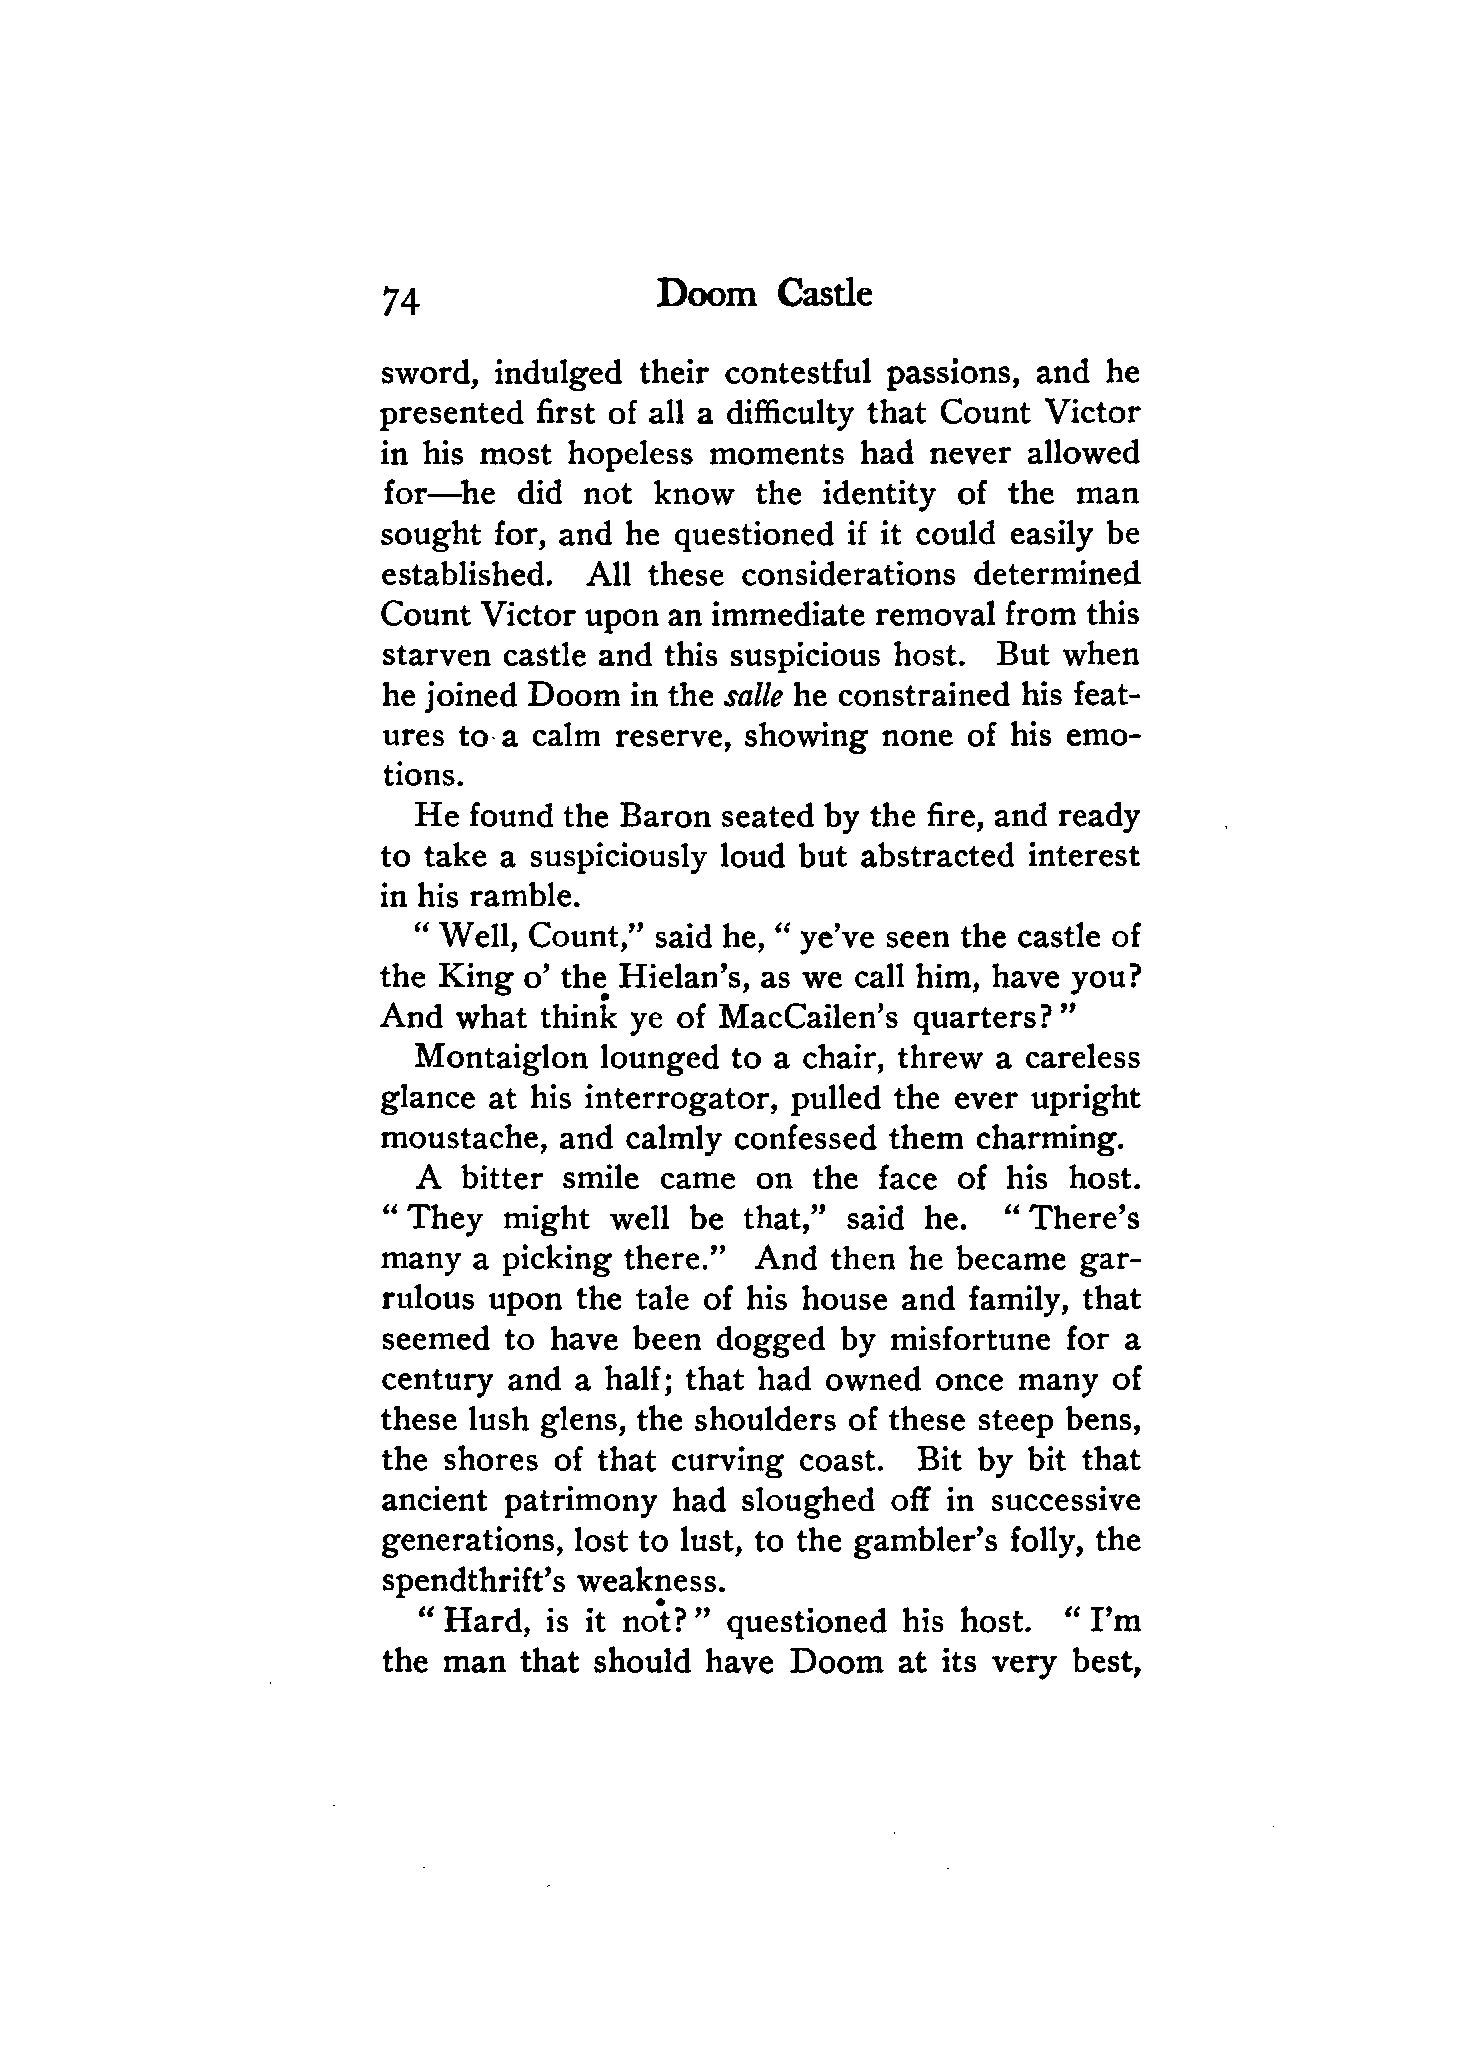 74 Doom Castle
sword, indulged their contestful passions, and he
presented first of all a difficulty that Count Victor
in his most hopeless moments had never allowed
for—he did not know the identity of the man
sought for, and he questioned if it could easily be
established. All these considerations determined
Count Victor upon an immediate removal from this
starven castle and this suspicious host. But when
he joined Doom in the salle he constrained his feat-
ures to a calm reserve, showing none of his emo-
tions.
He found the Baron seated by the fire, and ready
to take a suspiciously loud but abstracted interest
in his ramble.
“ Well, Count,” said he, “ ye’ve seen the castle of
the King o’ the Hielan’s, as we call him, have you?
And what think ye of MacCailen’s quarters? ”
Montaiglon lounged to a chair, threw a careless
glance at his interrogator, pulled the ever upright
moustache, and calmly confessed them charming.
A bitter smile came on the face of his host.
“ They might well be that,” said he. “ There’s
many a picking there.” And then he became gar-
rulous upon the tale of his house and family, that
seemed to have been dogged by misfortune for a
century and a half; that had owned once many of
these lush glens, the shoulders of these steep bens,
the shores of that curving coast. Bit by bit that
ancient patrimony had sloughed off in successive
generations, lost to lust, to the gambler’s folly, the
spendthrift’s weakness.
“ Hard, is it not? ” questioned his host. “ I’m
the man that should have Doom at its very best,